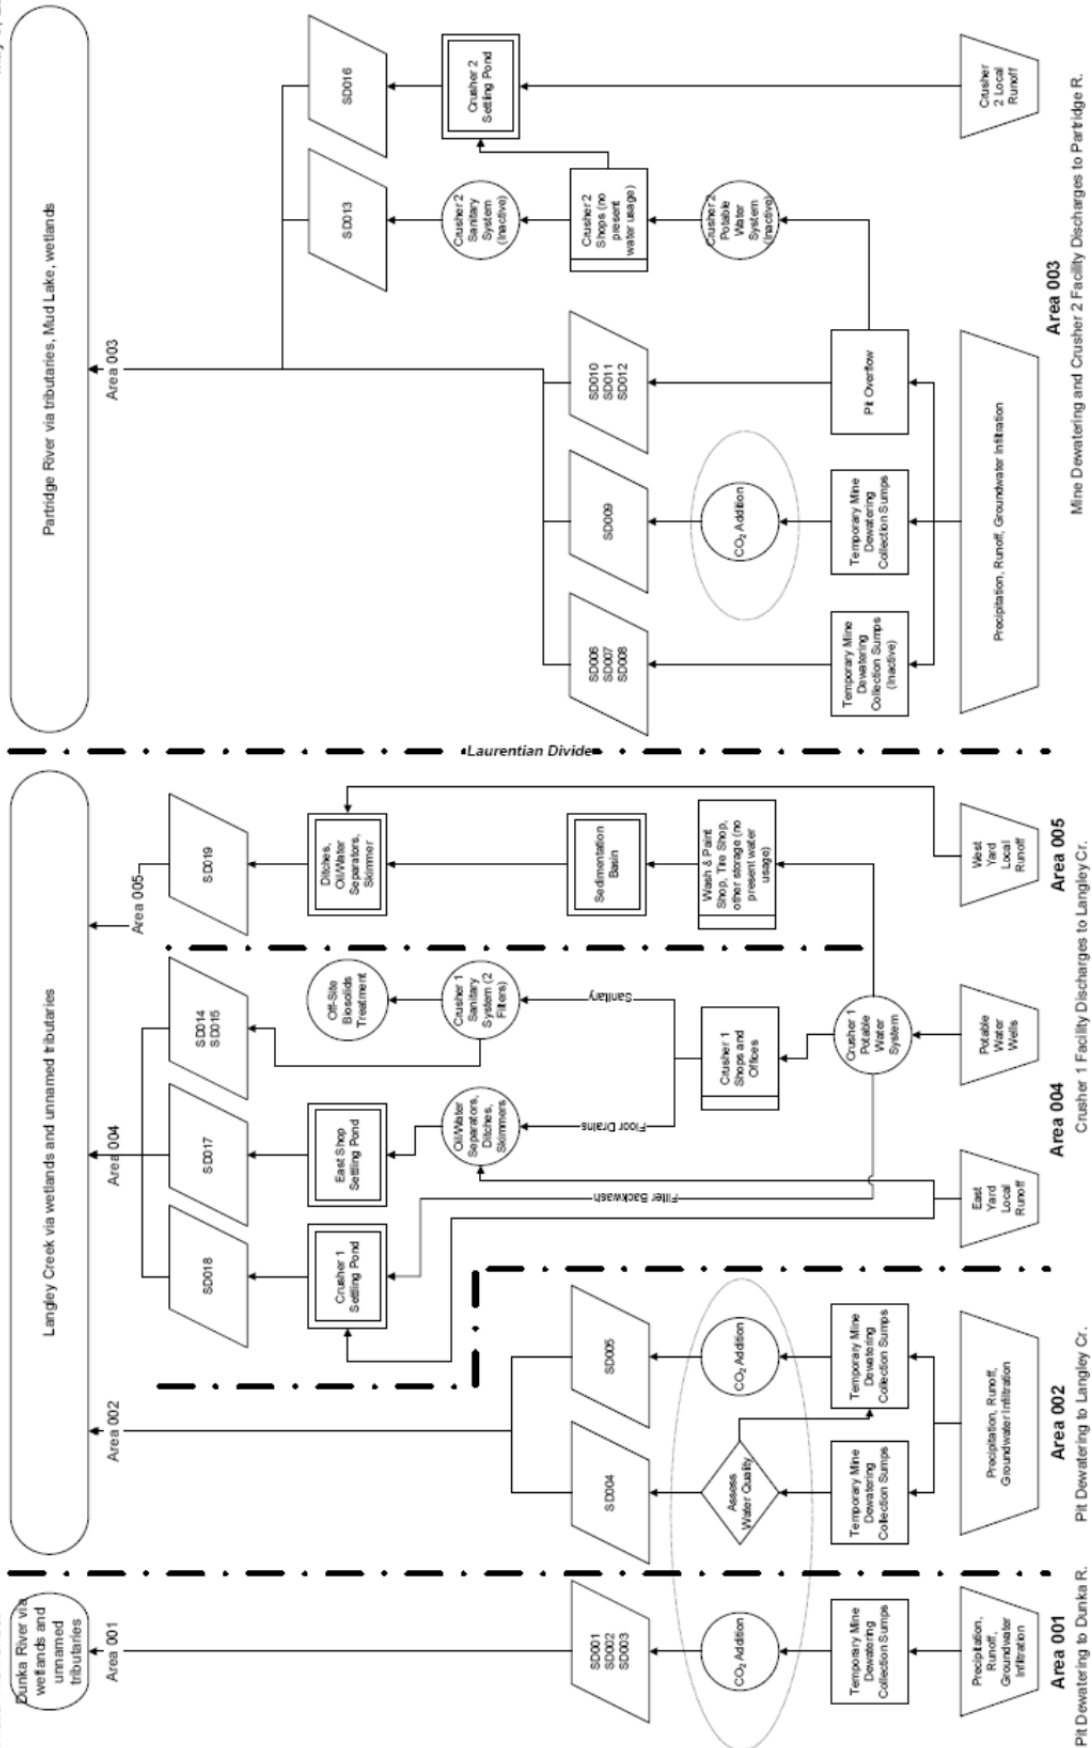 Dunka River via
wetlands and
unnamed
tributaries
Langley Creek via wetlands and unnamed tributaries
Partridge River via tributaries, Mud Lake, wetlands
Area 001
Area 002
Area 004
Area 005
Area 003
SD018
SD017
SD014
SD015
SD019
Crusher 1
Settling Pond
East Shop
Settling Pond
Off-Site
Biosolids
Treatment
Ditches,
Oil/Water
Separators,
Skimmer
SD013
SD016
Oil/Water
Separators,
Ditches,
Skimmers
Crusher 1
Sanitary
System (2
Filters)
Laurentian Divide
Crusher 2
Sanitary
System
(Inactive)
Crusher 2
Settling Pond
SD001
SD002
SD003
SD004
SD005
Filter Backwash
Floor Drains
Sanitary
Sedimentation
Basin
SD006
SD007
SD008
SD009
SD010
SD011
SD012
Crusher 2
Shops (no
present
water usage)
CO2 Addition
Assess
Water Quality
CO2 Addition
Crusher 1
Shops and
Offices
Wash & Paint
Shop, Tire Shop,
other storage (no
present water
usage)
CO2 Addition
Crusher 2
Potable
Water
System
(Inactive)
Temporary Mine
Dewatering
Collection Sumps
Temporary Mine
Dewatering
Collection Sumps
Temporary Mine
Dewatering
Collection Sumps
Crusher 1
Potable
Water
System
Temporary Mine
Dewatering
Collection Sumps
(Inactive)
Temporary Mine
Dewatering
Collection Sumps
Pit Overflow
Precipitation,
Runoff,
Groundwater
Infiltration
Precipitation, Runoff,
Groundwater Infiltration
East
Yard
Local
Runoff
Potable
Water
Wells
West
Yard
Local
Runoff
Precipitation, Runoff, Groundwater Infiltration
Crusher
2 Local
Runoff
Area 001
Area 002
Area 004
Area 005
Area 003
Pit Dewatering to Dunka R.
Pit Dewatering to Langley Cr.
Crusher 1 Facility Discharges to Langley Cr.
Mine Dewatering and Crusher 2 Facility Discharges to Partridge R.